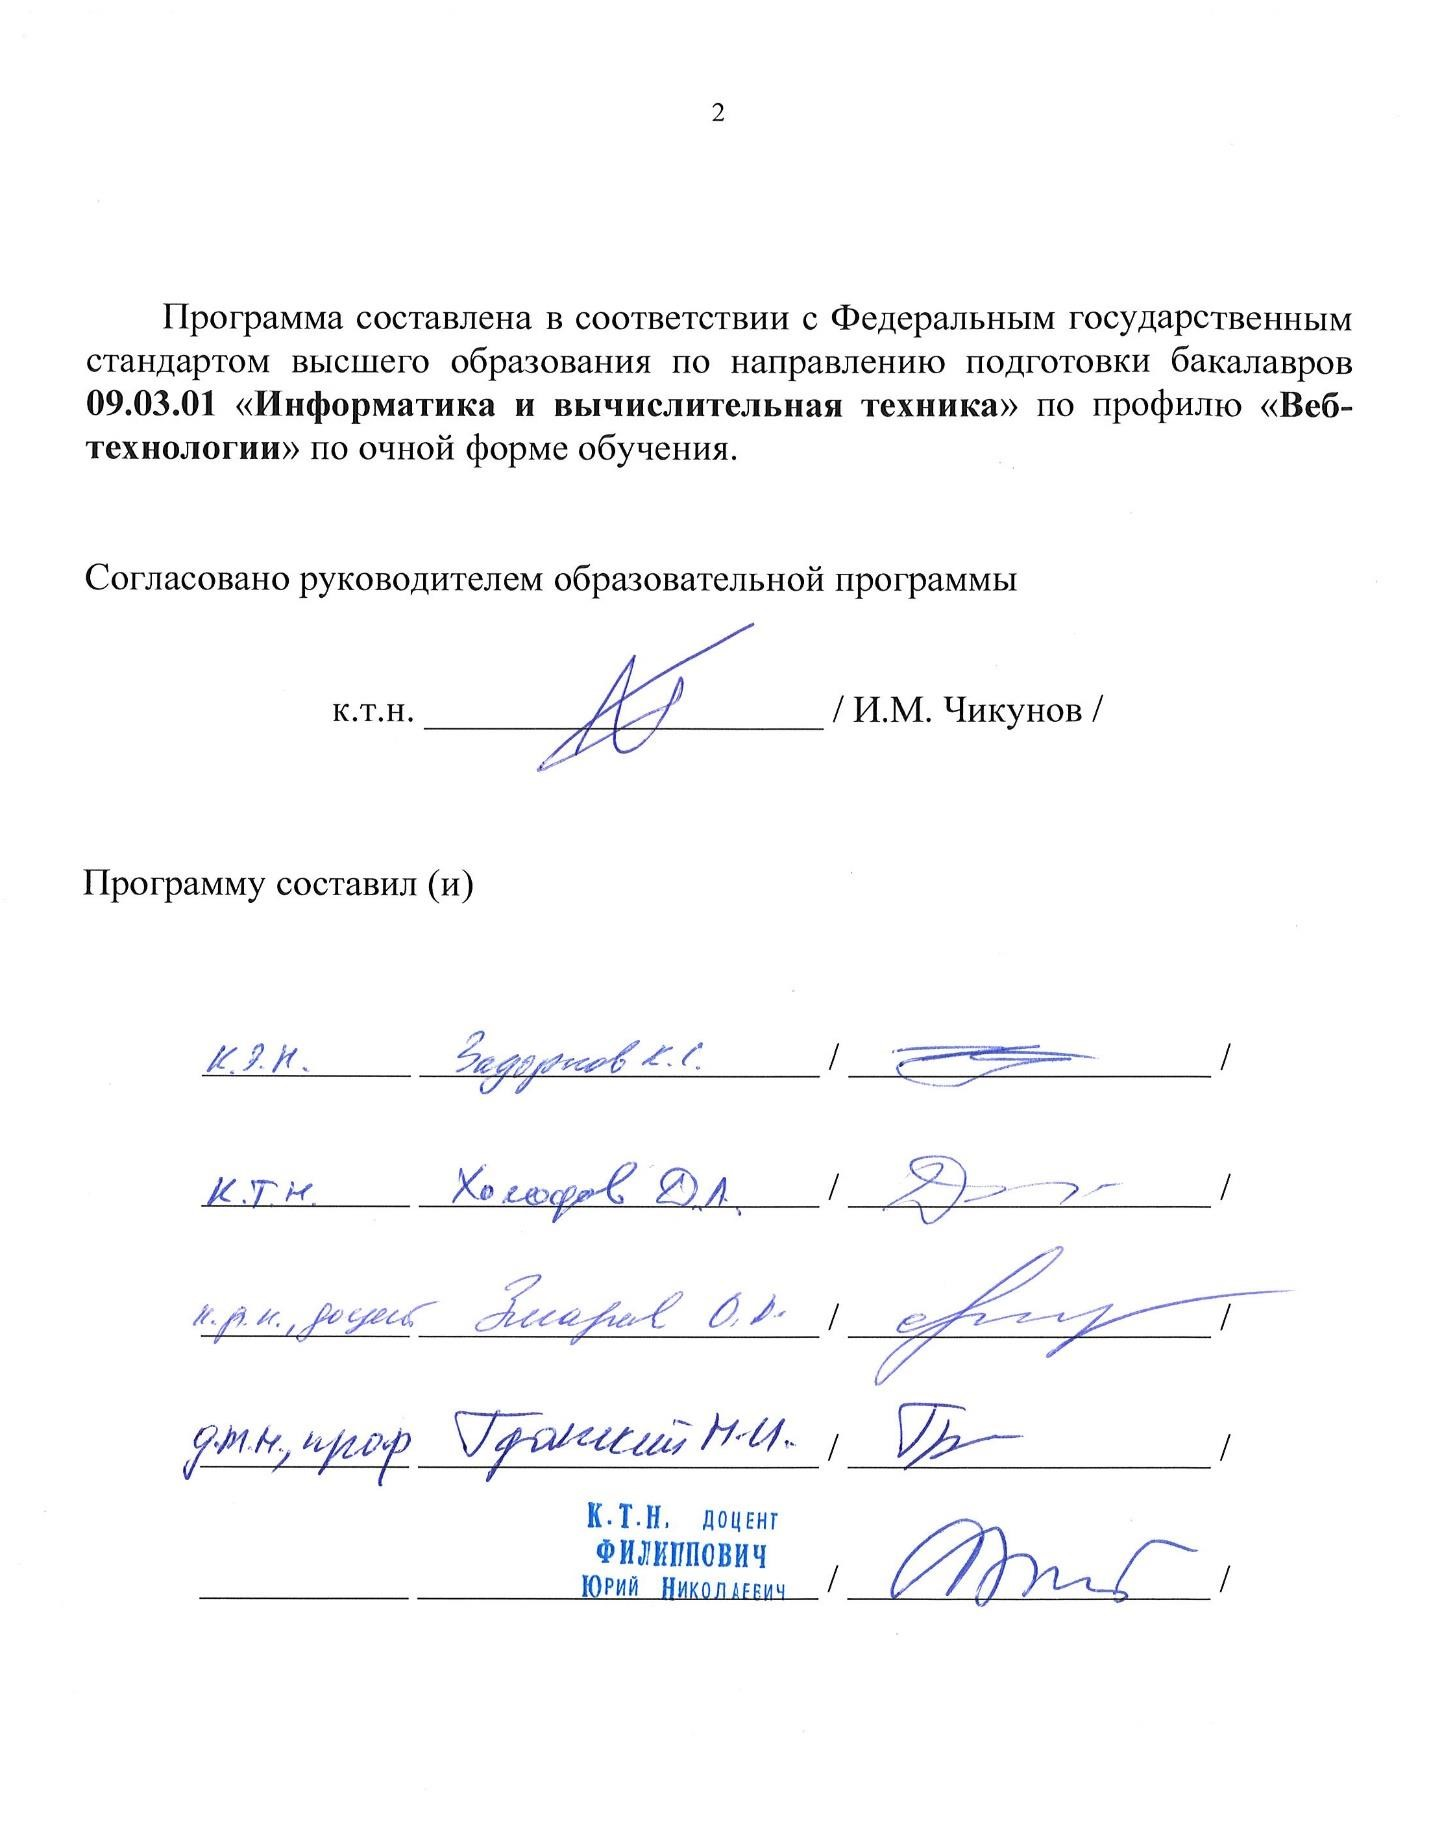 2
Программа составлена в соответствии с Федеральным государственным
стандартом высшего образования по направлению подготовки бакалавров
09.03.01 «Информатика и вычислительная техника» по профилю «Веб-
технологии» по очной форме обучения.
Согласовано руководителем образовательной программы
к.т.н. / И.М. Чикунов /
Программу составил (и)
к.э.н. Задорнов К.С. / /
к.т.н. Холодов Д.А. / /
доцент О. / /
д.т.н., проф Гданский Н.И. / /
К.Т.Н. ДОЦЕНТ
ФИЛИППОВИЧ
ЮРИЙ НИКОЛАЕВИЧ / /